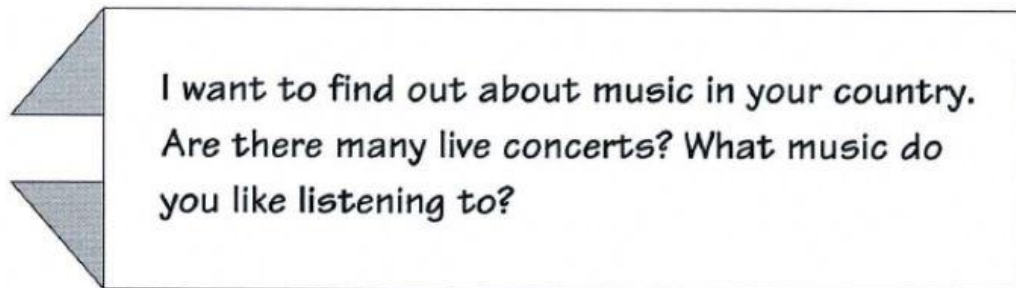 I want to find out about music in your country.
Are there many live concerts? What music do
you like listening to?